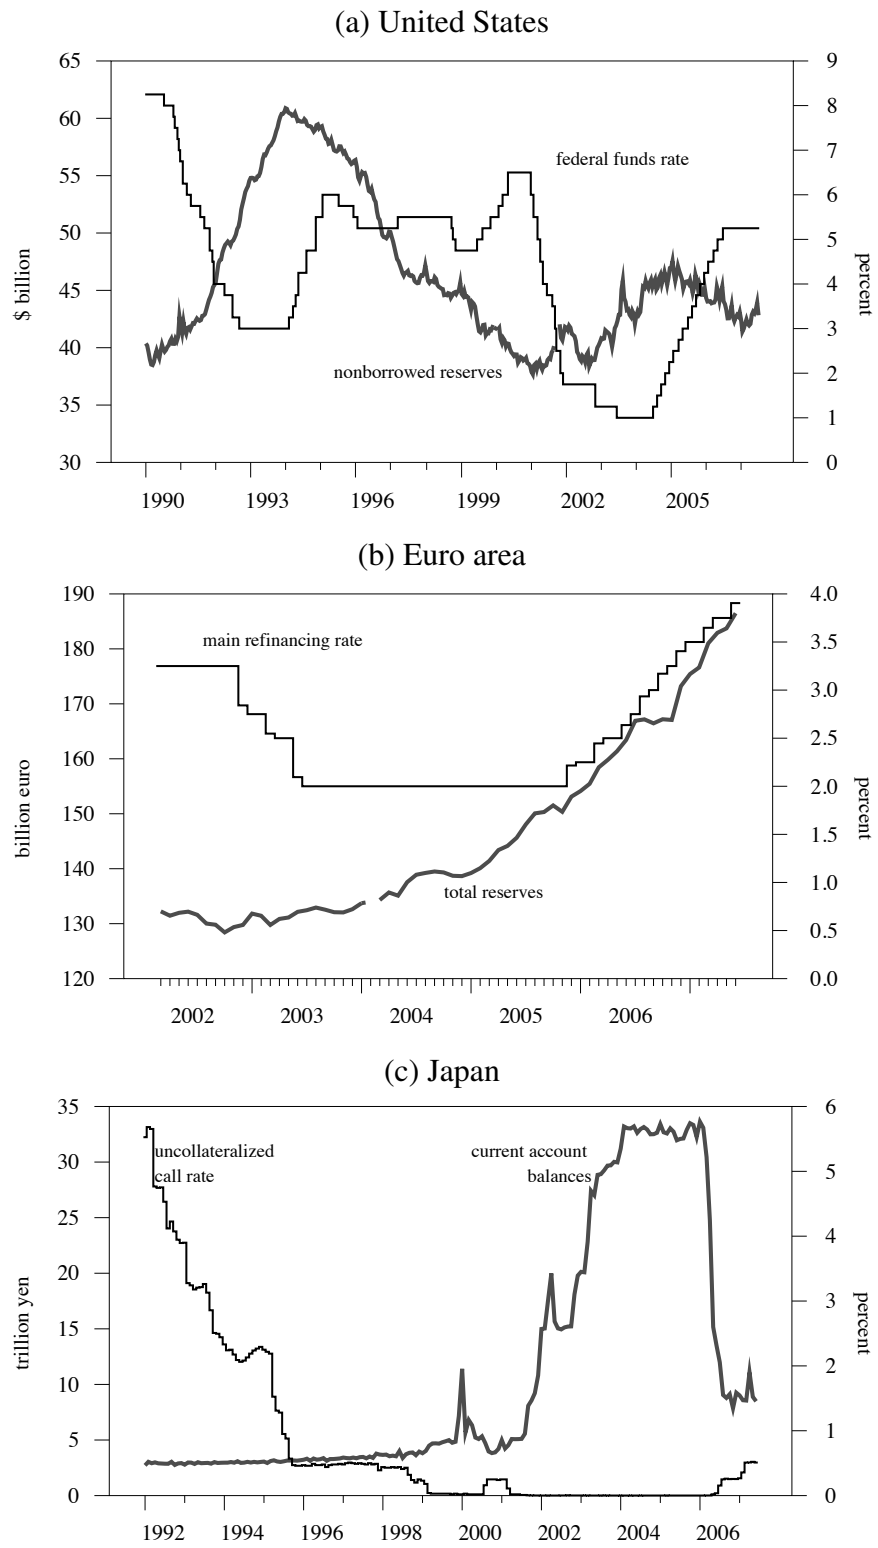 (a) United States
65
60
55
50
45
40
35
30
$ billion
9
8
7
6
5
4
3
2
1
0
percent
federal funds rate
nonborrowed reserves
1990 1993 1996 1999 2002 2005
(b) Euro area
190
180
170
160
150
140
130
120
billion euro
4.0
3.5
3.0
2.5
2.0
1.5
1.0
0.5
0.0
percent
main refinancing rate
total reserves
2002 2003 2004 2005 2006
(c) Japan
35
30
25
20
15
10
5
0
trillion yen
6
5
4
3
2
1
0
percent
uncollateralized
call rate
current account
balances
1992 1994 1996 1998 2000 2002 2004 2006